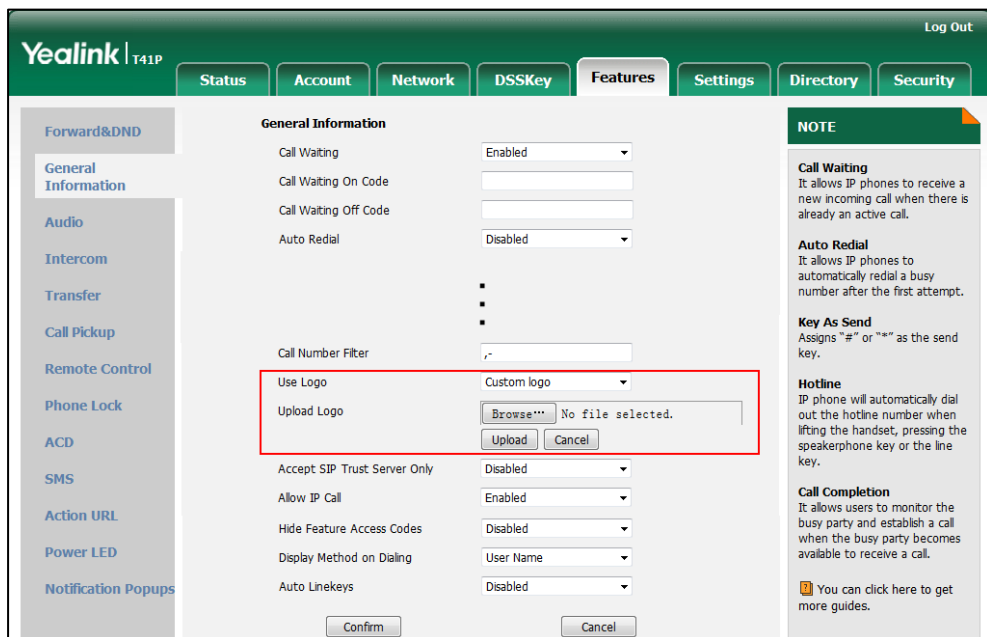 Log Out
Yealink T41P
Status Account Network DSSKey Features Settings Directory Security
Forward&DND
General
Information
Audio
Intercom
Transfer
Call Pickup
Remote Control
Phone Lock
ACD
SMS
Action URL
Power LED
Notification Popups
General Information
Call Waiting Enabled
Call Waiting On Code
Call Waiting Off Code
Auto Redial Disabled
Call Number Filter ,-
Use Logo Custom logo
Upload Logo Browse… No file selected.
Upload Cancel
Accept SIP Trust Server Only Disabled
Allow IP Call Enabled
Hide Feature Access Codes Disabled
Display Method on Dialing User Name
Auto Linekeys Disabled
Confirm Cancel
NOTE
Call Waiting
It allows IP phones to receive a
new incoming call when there is
already an active call.
Auto Redial
It allows IP phones to
automatically redial a busy
number after the first attempt.
Key As Send
Assigns "#" or "*" as the send
key.
Hotline
IP phone will automatically dial
out the hotline number when
lifting the handset, pressing the
speakerphone key or the line
key.
Call Completion
It allows users to monitor the
busy party and establish a call
when the busy party becomes
available to receive a call.
? You can click here to get
more guides.